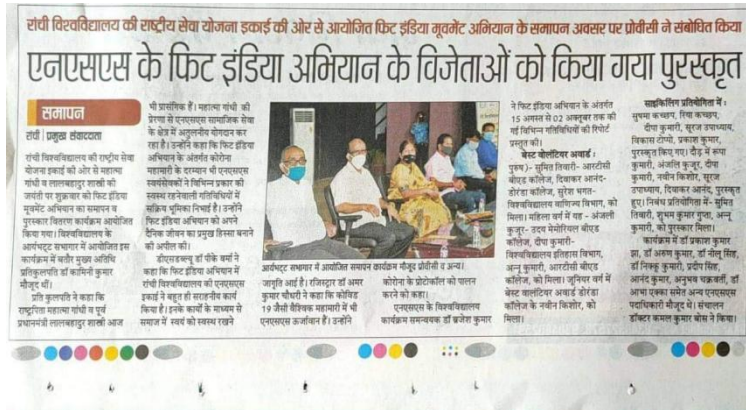 रांची विश्वविद्यालय की राष्ट्रीय सेवा योजना इकाई की ओर से आयोजित फिट इंडिया मूवमेंट अभियान के समापन अवसर पर प्रोवीसी ने संबोधित किया
एनएसएस के फिट इंडिया अभियान के विजेताओं को किया गया पुरस्कृत
समापन
रांची | प्रमुख संवाददाता
रांची विश्वविद्यालय की राष्ट्रीय सेवा
योजना इकाई की ओर से महात्मा
गांधी व लालबहादुर शास्त्री की
जयंती पर शुक्रवार को फिट इंडिया
मूवमेंट अभियान का समापन व
पुरस्कार वितरण कार्यक्रम आयोजित
किया गया। विश्वविद्यालय के
आर्यभट्ट सभागार में आयोजित इस
कार्यक्रम में बतौर मुख्य अतिथि
प्रतिकुलपति डॉ कामिनी कुमार
मौजूद थीं।
प्रति कुलपति ने कहा कि
राष्ट्रपिता महात्मा गांधी व पूर्व
प्रधानमंत्री लालबहादुर शास्त्री आज
भी प्रासंगिक हैं। महात्मा गांधी की
प्रेरणा से एनएसएस सामाजिक सेवा
के क्षेत्र में अतुलनीय योगदान कर
रहा है। उन्होंने कहा कि फिट इंडिया
अभियान के अंतर्गत कोरोना
महामारी के दरम्यान भी एनएसएस
स्वयंसेवकों ने विभिन्न प्रकार की
स्वस्थ रहनेवाली गतिविधियों में
सक्रिय भूमिका निभाई है। उन्होंने
फिट इंडिया अभियान को अपने
दैनिक जीवन का प्रमुख हिस्सा बनाने
की अपील की।
डीएसडब्ल्यू डॉ पीके वर्मा ने
कहा कि फिट इंडिया अभियान में
रांची विश्वविद्यालय की एनएसएस
इकाई ने बहुत ही सराहनीय कार्य
किया है। इनके कार्यों के माध्यम से
समाज में स्वयं को स्वस्थ रखने
आर्यभट्ट सभागार में आयोजित समापन कार्यक्रम मौजूद प्रोवीसी व अन्य।
जागृति आई है। रजिस्ट्रार डॉ अमर
कुमार चौधरी ने कहा कि कोविड
19 जैसी वैश्विक महामारी में भी
एनएसएस ऊर्जावान हैं। उन्होंने
कोरोना के प्रोटोकॉल को पालन
करने को कहा।
एनएसएस के विश्वविद्यालय
कार्यक्रम समन्वयक डॉ ब्रजेश कुमार
ने फिट इंडिया अभियान के अंतर्गत
15 अगस्त से 02 अक्तूबर तक की
गई विभिन्न गतिविधियों की रिपोर्ट
प्रस्तुत की।
बेस्ट वोलंटियर अवार्ड :
पुरुष)- सुमित तिवारी- आरटीसी
बीएड कॉलेज, दिवाकर आनंद-
डोरंडा कॉलेज, सुरेश भगत-
विश्वविद्यालय वाणिज्य विभाग, को
मिला। महिला वर्ग में यह - अंजली
कुजूर- उदय मेमोरियल बीएड
कॉलेज, दीपा कुमारी-
विश्वविद्यालय इतिहास विभाग,
अन्नू कुमारी, आरटीसी बीएड
कॉलेज, को मिला। जूनियर वर्ग में
बेस्ट वालंटियर अवार्ड डोरंडा
कॉलेज के नवीन किशोर, को
मिला।
साइकिलिंग प्रतियोगिता में :
सुषमा कच्छप, रिया कच्छप,
दीपा कुमारी, सूरज उपाध्याय,
विकास टोप्पो, प्रकाश कुमार,
पुरस्कृत किए गए। दौड़ में रूपा
कुमारी, अंजलि कुजूर, दीपा
कुमारी, नवीन किशोर, सूरज
उपाध्याय, दिवाकर आनंद, पुरस्कृत
हुए। निबंध प्रतियोगिता में- सुमित
तिवारी, शुभम कुमार गुप्ता, अन्नू
कुमारी, को पुरस्कार मिला।
कार्यक्रम में डॉ प्रकाश कुमार
झा, डॉ अरुण कुमार, डॉ नीलू सिंह,
डॉ निक्कू कुमारी, प्रदीप सिंह,
आनंद कुमार, अनुभव चक्रवर्ती, डॉ
आभा एक्का समेत अन्य एनएसएस
पदाधिकारी मौजूद थे। संचालन
डॉक्टर कमल कुमार बोस ने किया।